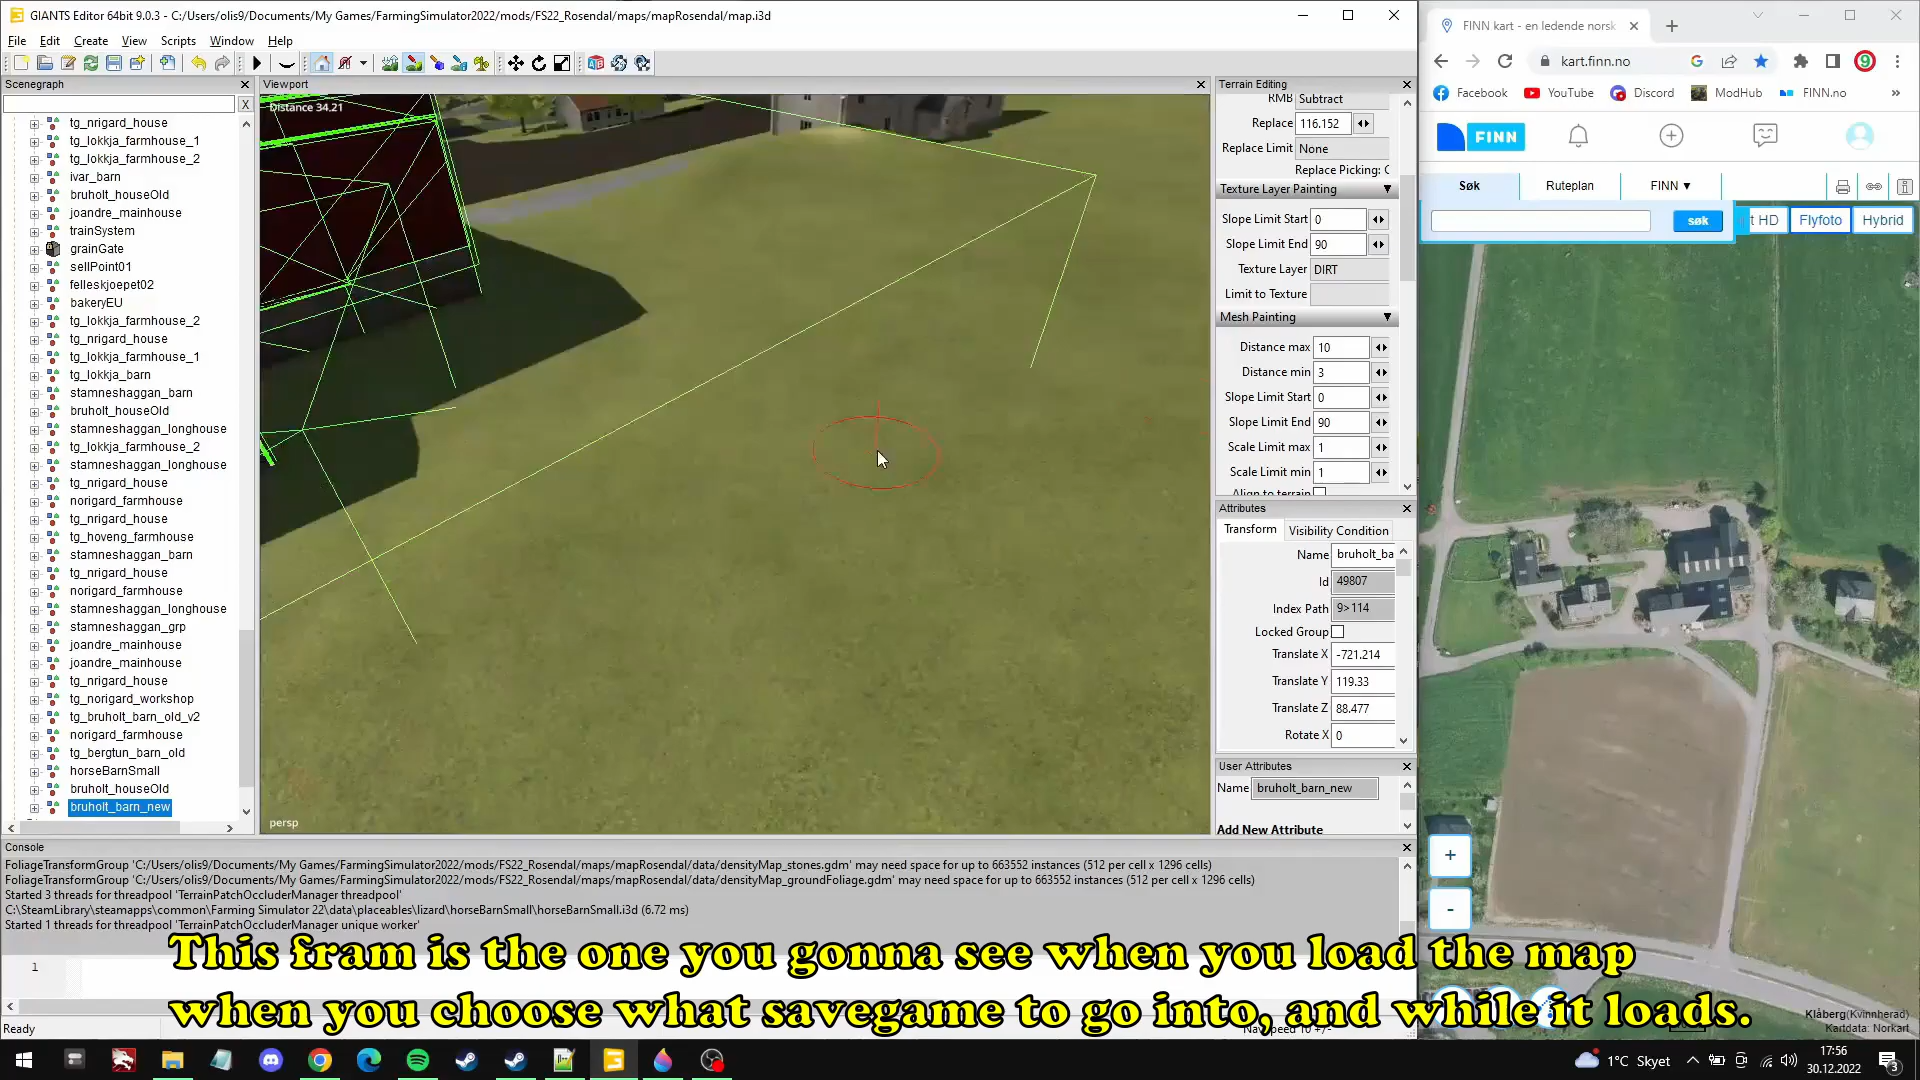 GIANTS Editor 64bit 9.0.3 - C:/Users/olis9/Documents/My Games/FarmingSimulator2022/mods/FS22_Rosendal/maps/mapRosendal/map.i3d
File Edit Create View Scripts Window Help
Scenegraph
X
tg_nrigard_house
tg_lokkja_farmhouse_1
tg_lokkja_farmhouse_2
ivar_barn
bruholt_houseOld
joandre_mainhouse
trainSystem
grainGate
sellPoint01
felleskjoepet02
bakeryEU
tg_lokkja_farmhouse_2
tg_nrigard_house
tg_lokkja_farmhouse_1
tg_lokkja_barn
stamneshaggan_barn
bruholt_houseOld
stamneshaggan_longhouse
tg_lokkja_farmhouse_2
stamneshaggan_longhouse
tg_nrigard_house
norigard_farmhouse
tg_nrigard_house
tg_hoveng_farmhouse
stamneshaggan_barn
tg_nrigard_house
norigard_farmhouse
stamneshaggan_longhouse
stamneshaggan_grp
joandre_mainhouse
joandre_mainhouse
tg_nrigard_house
tg_norigard_workshop
tg_bruholt_barn_old_v2
norigard_farmhouse
tg_bergtun_barn_old
horseBarnSmall
bruholt_houseOld
bruholt_barn_new
Viewport
Distance 34.21
persp
Terrain Editing
RMB Subtract
Replace 116.152
Replace Limit None
Replace Picking: C
Texture Layer Painting
Slope Limit Start 0
Slope Limit End 90
Texture Layer DIRT
Limit to Texture
Mesh Painting
Distance max 10
Distance min 3
Slope Limit Start 0
Slope Limit End 90
Scale Limit max 1
Scale Limit min 1
Align to terrain
Attributes
Transform Visibility Condition
Name bruholt_ba
Id 49807
Index Path 9>114
Locked Group
Translate X -721.214
Translate Y 119.33
Translate Z 88.477
Rotate X 0
User Attributes
Name bruholt_barn_new
Add New Attribute
Console
FoliageTransformGroup 'C:/Users/olis9/Documents/My Games/FarmingSimulator2022/mods/FS22_Rosendal/maps/mapRosendal/data/densityMap_stones.gdm' may need space for up to 663552 instances (512 per cell x 1296 cells)
FoliageTransformGroup 'C:/Users/olis9/Documents/My Games/FarmingSimulator2022/mods/FS22_Rosendal/maps/mapRosendal/data/densityMap_groundFoliage.gdm' may need space for up to 663552 instances (512 per cell x 1296 cells)
Started 3 threads for threadpool 'TerrainPatchOccluderManager threadpool'
C:\SteamLibrary\steamapps\common\Farming Simulator 22\data\placeables\lizard\horseBarnSmall\horseBarnSmall.i3d (6.72 ms)
Started 1 threads for threadpool 'TerrainPatchOccluderManager unique worker'
1
Ready
FINN kart - en ledende norsk
kart.finn.no
Facebook YouTube Discord ModHub FINN.no »
FINN
Søk Ruteplan FINN ▾
søk
t HD Flyfoto Hybrid
+
-
Klåberg(Kvinnherad)
Kartdata: Norkart
This fram is the one you gonna see when you load the map
when you choose what savegame to go into, and while it loads.
1°C Skyet
17:56
30.12.2022
3